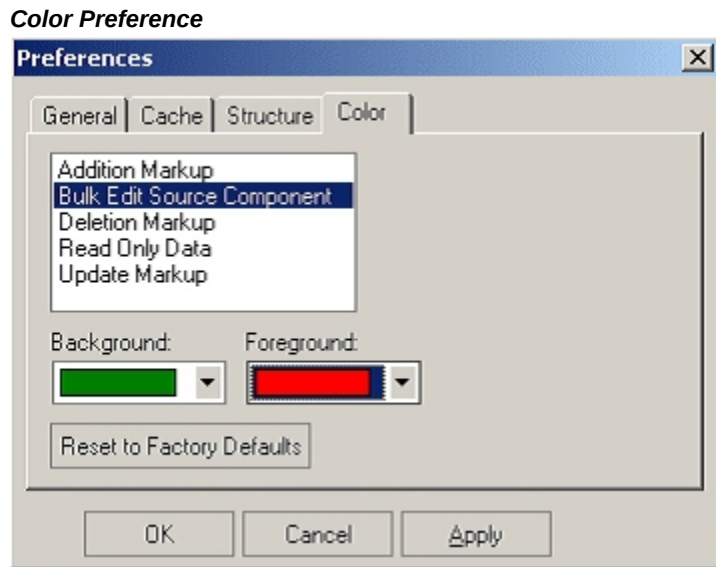 Color Preference
Preferences
General Cache Structure Color
Addition Markup
Bulk Edit Source Component
Deletion Markup
Read Only Data
Update Markup
Background: Foreground:
Reset to Factory Defaults
OK Cancel Apply